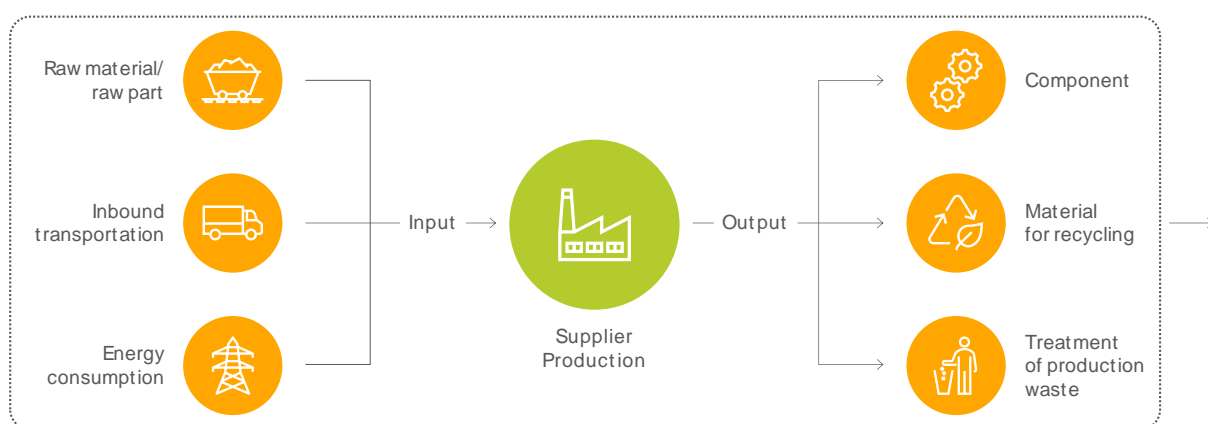 Raw material/
raw part
Inbound
transportation
Energy
consumption
Input
Supplier
Production
Output
Component
Material
for recycling
Treatment
of production
waste